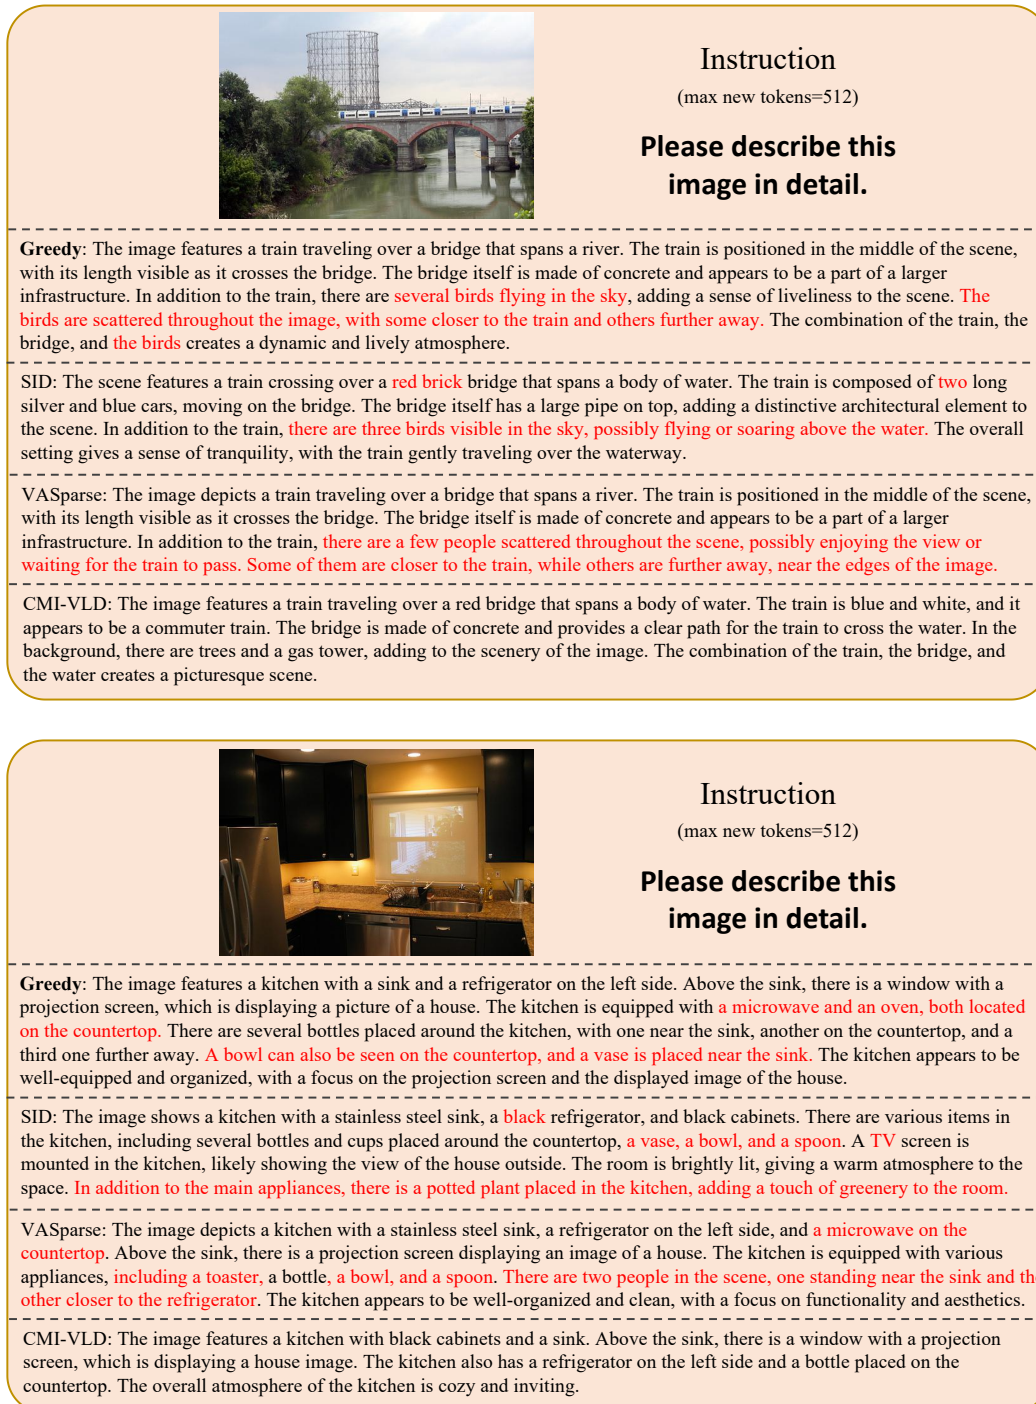 Instruction
(max new tokens=512)
Please describe this
image in detail.
Greedy: The image features a train traveling over a bridge that spans a river. The train is positioned in the middle of the scene,
with its length visible as it crosses the bridge. The bridge itself is made of concrete and appears to be a part of a larger
infrastructure. In addition to the train, there are several birds flying in the sky, adding a sense of liveliness to the scene. The
birds are scattered throughout the image, with some closer to the train and others further away. The combination of the train, the
bridge, and the birds creates a dynamic and lively atmosphere.
SID: The scene features a train crossing over a red brick bridge that spans a body of water. The train is composed of two long
silver and blue cars, moving on the bridge. The bridge itself has a large pipe on top, adding a distinctive architectural element to
the scene. In addition to the train, there are three birds visible in the sky, possibly flying or soaring above the water. The overall
setting gives a sense of tranquility, with the train gently traveling over the waterway.
VASparse: The image depicts a train traveling over a bridge that spans a river. The train is positioned in the middle of the scene,
with its length visible as it crosses the bridge. The bridge itself is made of concrete and appears to be a part of a larger
infrastructure. In addition to the train, there are a few people scattered throughout the scene, possibly enjoying the view or
waiting for the train to pass. Some of them are closer to the train, while others are further away, near the edges of the image.
CMI-VLD: The image features a train traveling over a red bridge that spans a body of water. The train is blue and white, and it
appears to be a commuter train. The bridge is made of concrete and provides a clear path for the train to cross the water. In the
background, there are trees and a gas tower, adding to the scenery of the image. The combination of the train, the bridge, and
the water creates a picturesque scene.
Instruction
(max new tokens=512)
Please describe this
image in detail.
Greedy: The image features a kitchen with a sink and a refrigerator on the left side. Above the sink, there is a window with a
projection screen, which is displaying a picture of a house. The kitchen is equipped with a microwave and an oven, both located
on the countertop. There are several bottles placed around the kitchen, with one near the sink, another on the countertop, and a
third one further away. A bowl can also be seen on the countertop, and a vase is placed near the sink. The kitchen appears to be
well-equipped and organized, with a focus on the projection screen and the displayed image of the house.
SID: The image shows a kitchen with a stainless steel sink, a black refrigerator, and black cabinets. There are various items in
the kitchen, including several bottles and cups placed around the countertop, a vase, a bowl, and a spoon. A TV screen is
mounted in the kitchen, likely showing the view of the house outside. The room is brightly lit, giving a warm atmosphere to the
space. In addition to the main appliances, there is a potted plant placed in the kitchen, adding a touch of greenery to the room.
VASparse: The image depicts a kitchen with a stainless steel sink, a refrigerator on the left side, and a microwave on the
countertop. Above the sink, there is a projection screen displaying an image of a house. The kitchen is equipped with various
appliances, including a toaster, a bottle, a bowl, and a spoon. There are two people in the scene, one standing near the sink and th
other closer to the refrigerator. The kitchen appears to be well-organized and clean, with a focus on functionality and aesthetics.
CMI-VLD: The image features a kitchen with black cabinets and a sink. Above the sink, there is a window with a projection
screen, which is displaying a house image. The kitchen also has a refrigerator on the left side and a bottle placed on the
countertop. The overall atmosphere of the kitchen is cozy and inviting.